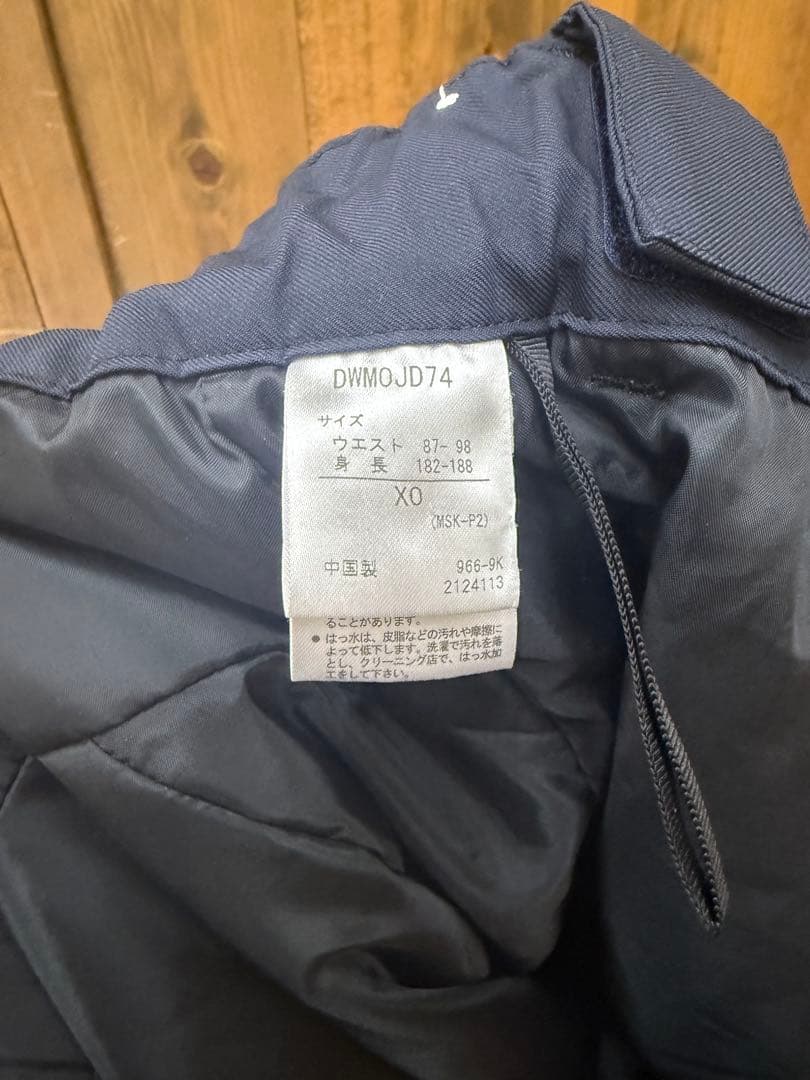 DWMOJD74
サイズ
ウエスト 87-98
身長 182-188
XO
(MSK-P2)
中国製 966-9K
2124113
ることがあります。
● はっ水は、皮脂などの汚れや摩擦に
よって低下します。洗濯で汚れを落
とし、クリーニング店で、はっ水加
工をして下さい。